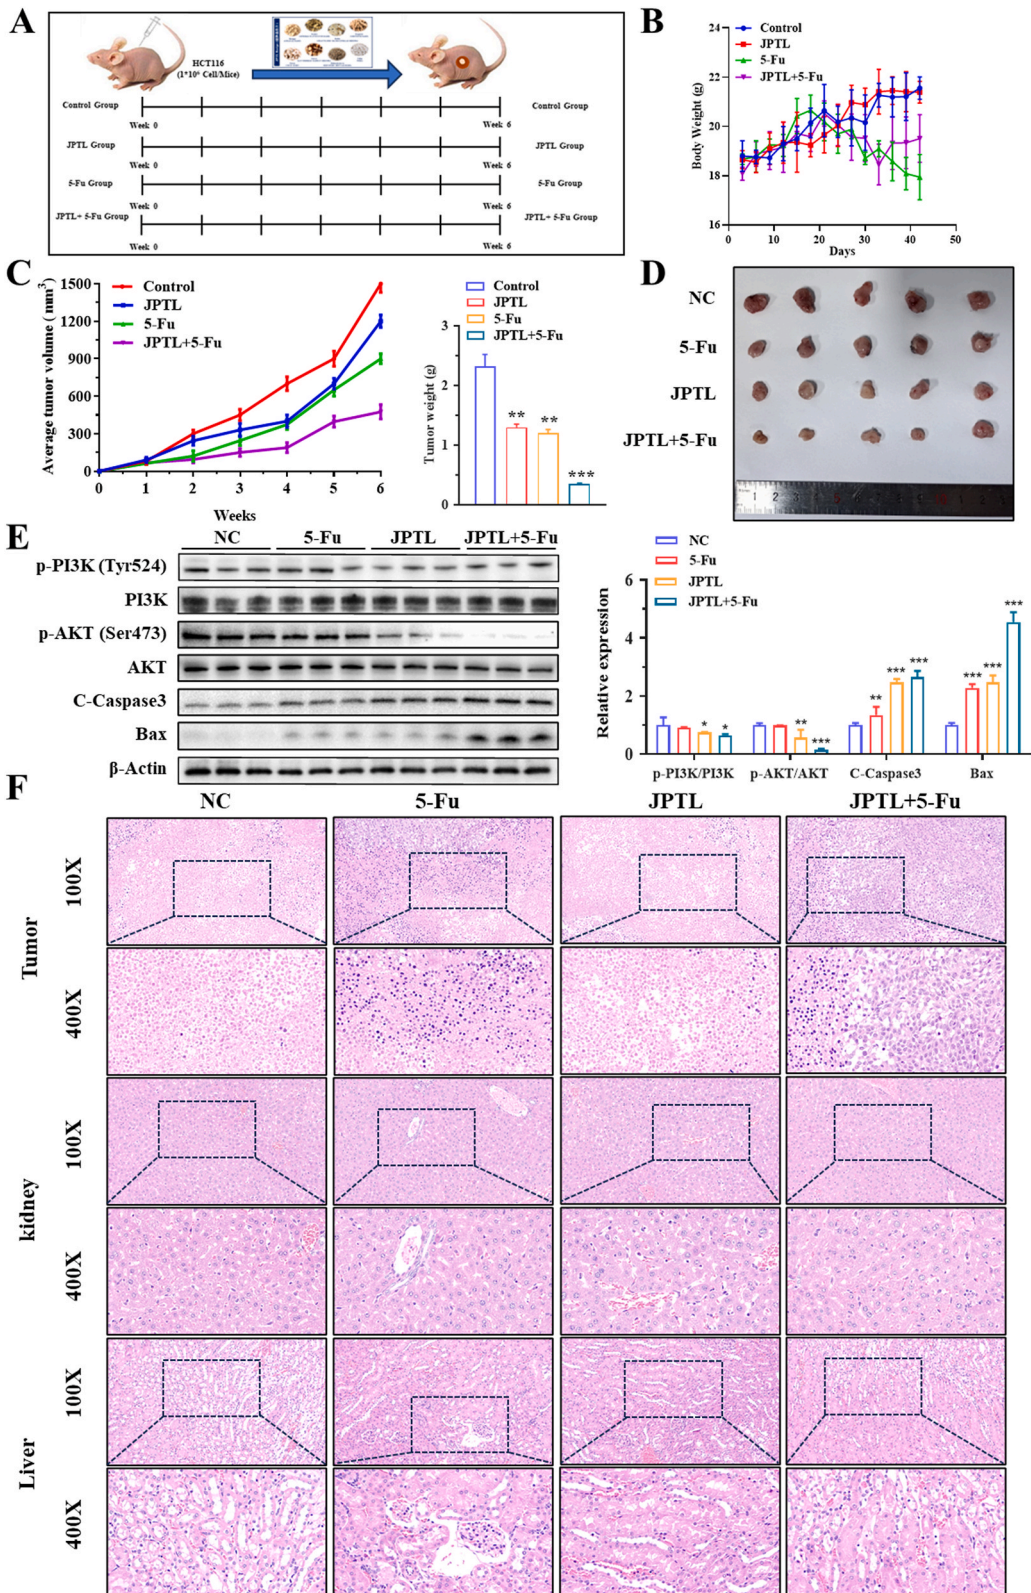 A
HCT116
(1*10⁶ Cell/Mice)
Control Group
Week 0
Week 6
Control Group
JPTL Group
Week 0
Week 6
JPTL Group
5-Fu Group
Week 0
Week 6
5-Fu Group
JPTL+ 5-Fu Group
Week 0
Week 6
JPTL+ 5-Fu Group
B
Body Weight (g)
24
22
20
18
16
0
10
20
30
40
50
Days
Control
JPTL
5-Fu
JPTL+5-Fu
C
Average tumor volume ( mm³)
1500
1200
900
600
300
0
0
1
2
3
4
5
6
Weeks
Control
JPTL
5-Fu
JPTL+5-Fu
Control
JPTL
5-Fu
JPTL+5-Fu
Tumor weight (g)
3
2
1
0
**
**
***
D
NC
5-Fu
JPTL
JPTL+5-Fu
E
NC
5-Fu
JPTL
JPTL+5-Fu
p-PI3K (Tyr524)
PI3K
p-AKT (Ser473)
AKT
C-Caspase3
Bax
β-Actin
NC
5-Fu
JPTL
JPTL+5-Fu
Relative expression
6
4
2
0
*
*
**
***
**
***
***
***
***
***
p-PI3K/PI3K
p-AKT/AKT
C-Caspase3
Bax
F
NC
5-Fu
JPTL
JPTL+5-Fu
Tumor
100X
400X
kidney
100X
400X
Liver
100X
400X